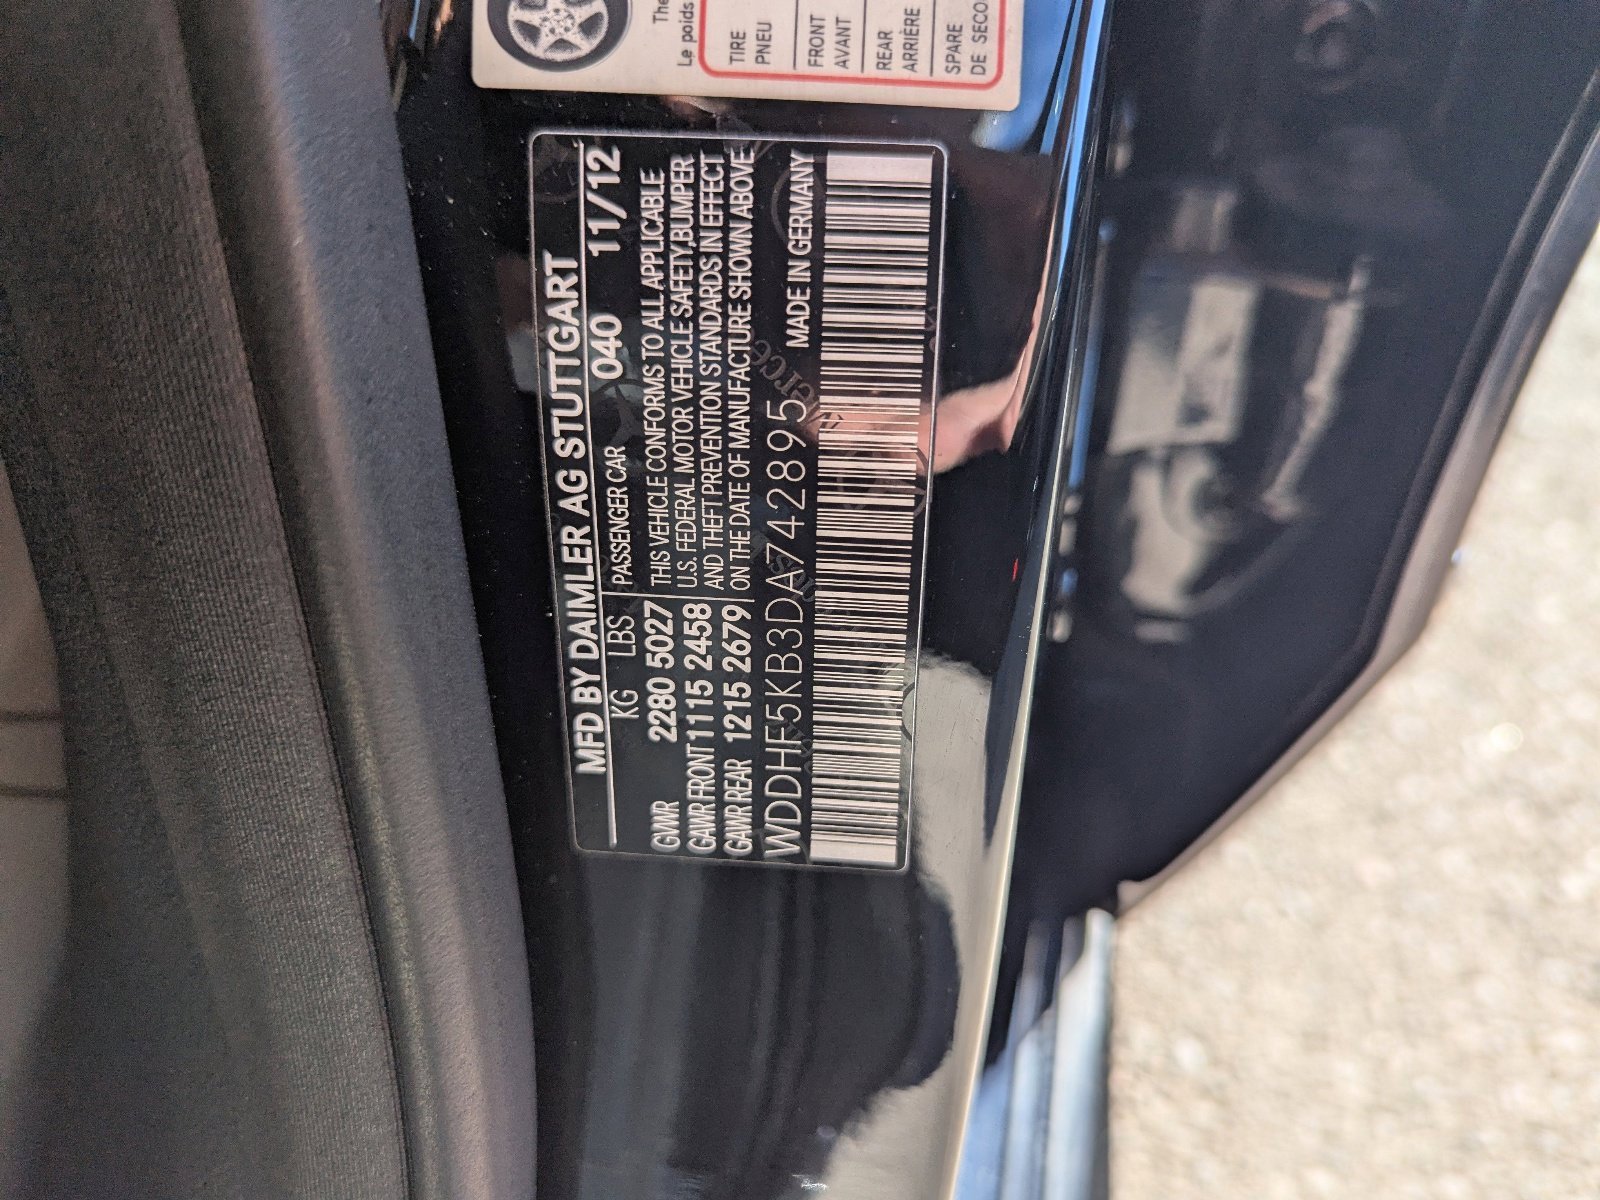 MFD BY DAIMLER AG STUTTGART
KG LBS PASSENGER CAR 040 11/12
GVWR 2280 5027 THIS VEHICLE CONFORMS TO ALL APPLICABLE
GAWR FRONT 1115 2458 U.S. FEDERAL MOTOR VEHICLE SAFETY,BUMPER
GAWR REAR 1215 2679 AND THEFT PREVENTION STANDARDS IN EFFECT
ON THE DATE OF MANUFACTURE SHOWN ABOVE
WDDHF5KB3DA742895 MADE IN GERMANY
The
Le poids
TIRE
PNEU
FRONT
AVANT
REAR
ARRIÈRE
SPARE
DE SECO